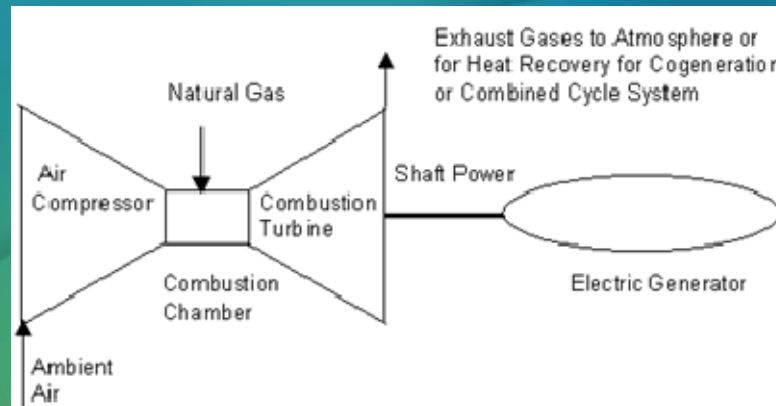 Exhaust Gases to Atmosphere or
for Heat Recovery for Cogeneration
or Combined Cycle System
Natural Gas
Air
Compressor
Combustion
Turbine
Shaft Power
Combustion
Chamber
Electric Generator
Ambient
Air